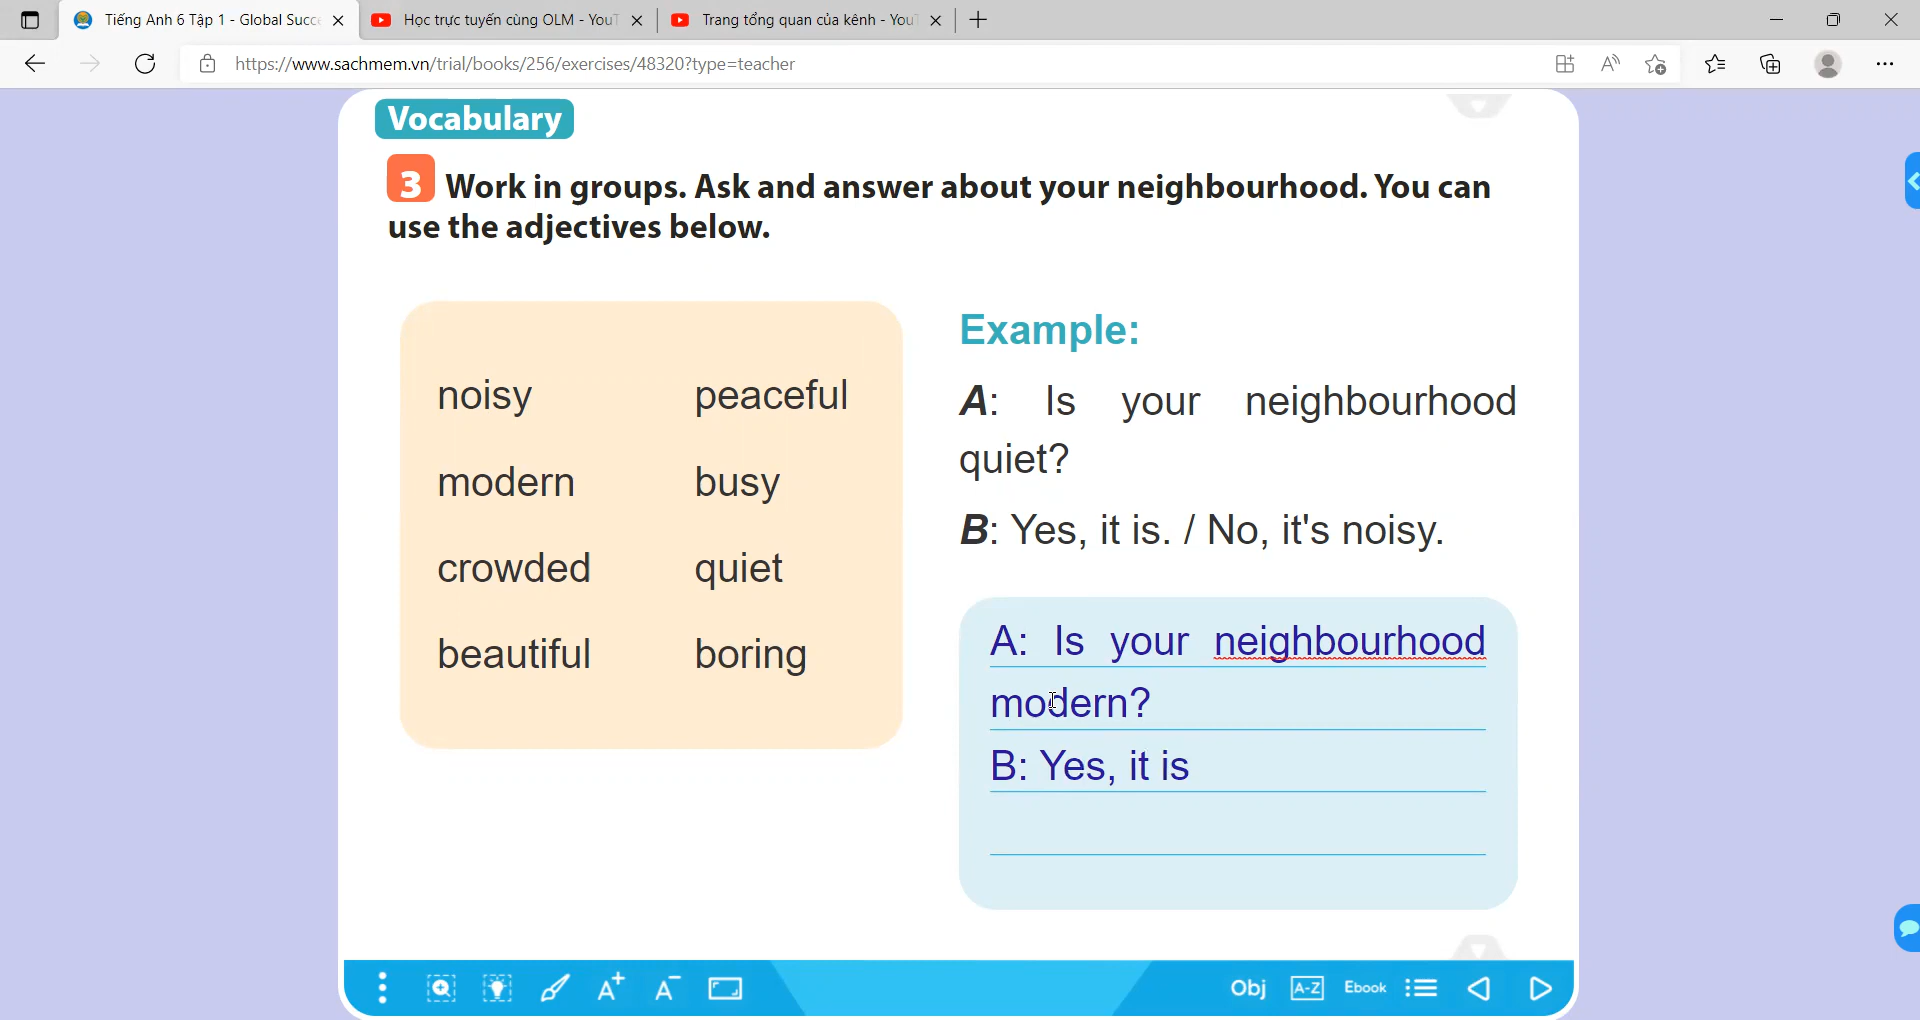 Tiếng Anh 6 Tập 1 - Global Succ
Học trực tuyến cùng OLM - YouT
Trang tổng quan của kênh - YouT
https://www.sachmem.vn/trial/books/256/exercises/48320?type=teacher
Vocabulary
3 Work in groups. Ask and answer about your neighbourhood. You can
use the adjectives below.
noisy peaceful
modern busy
crowded quiet
beautiful boring
Example:
A: Is your neighbourhood
quiet?
B: Yes, it is. / No, it's noisy.
A: Is your neighbourhood
modern?
B: Yes, it is
A+ A- Obj A-Z Ebook